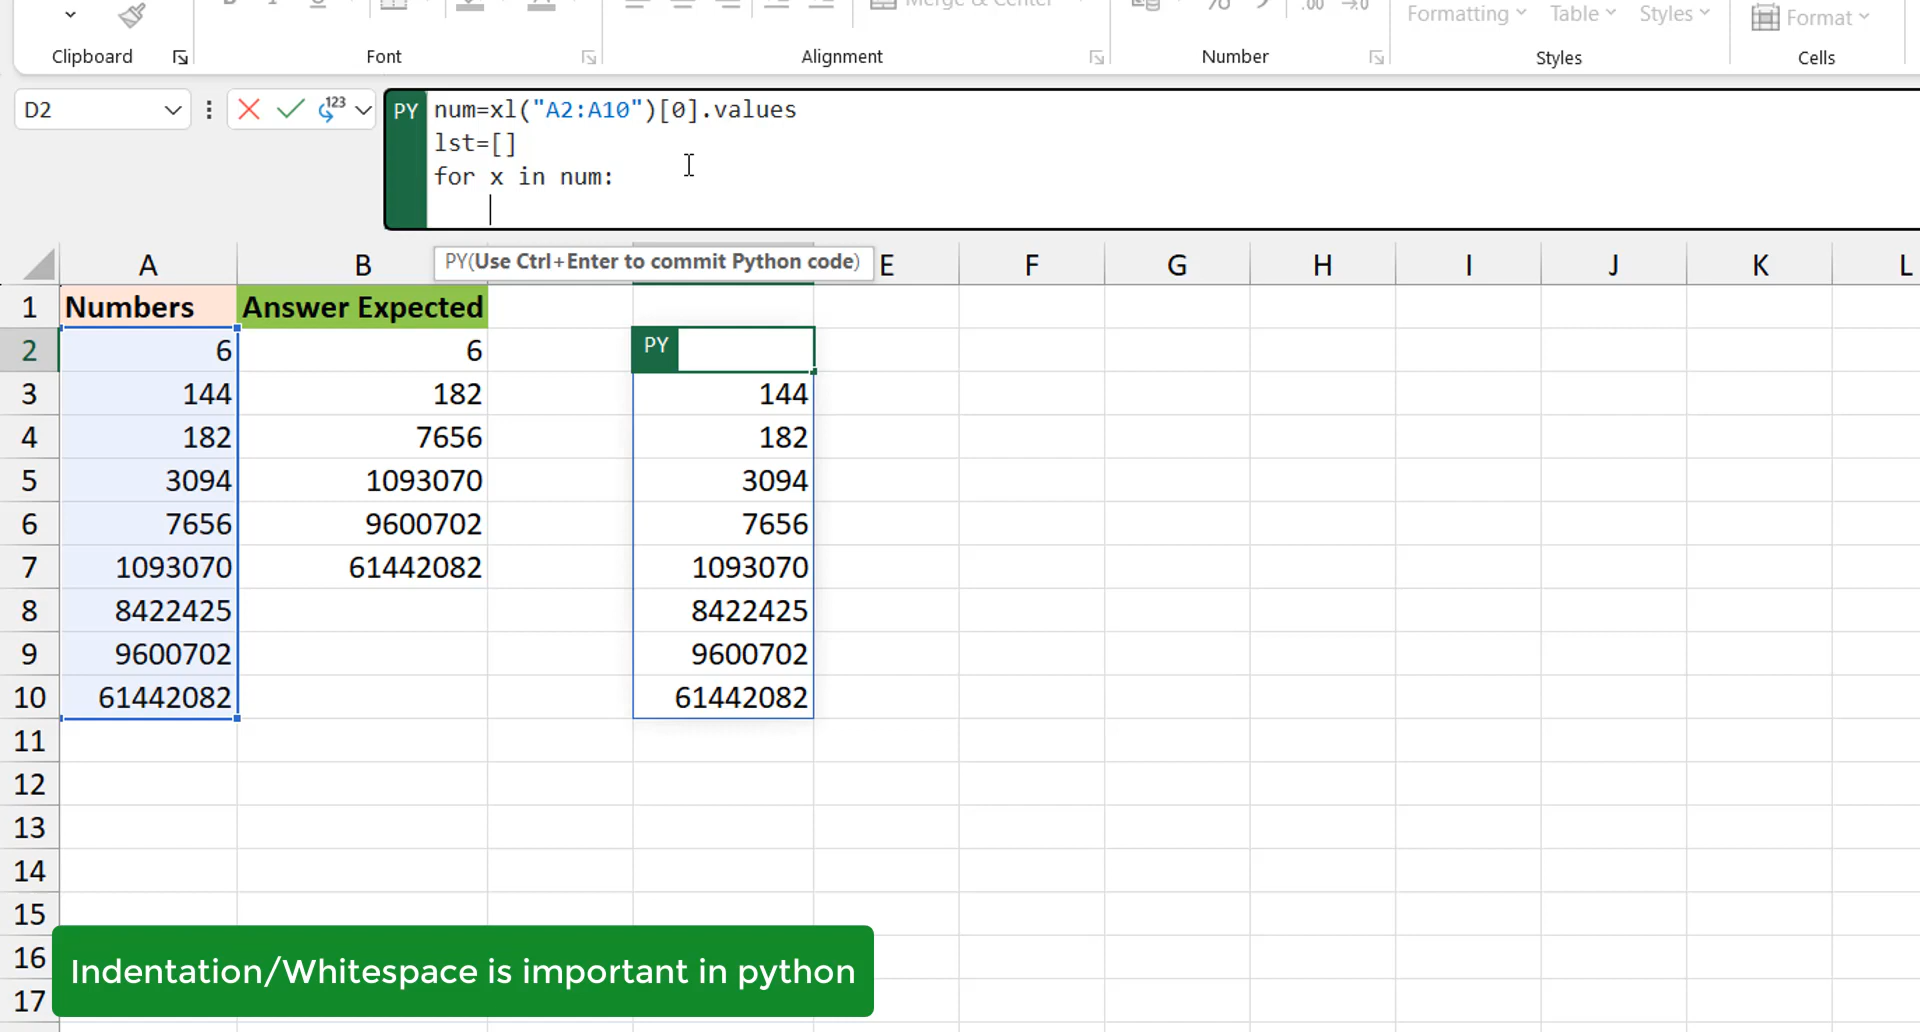 Merge & Center
Formatting
Table
Styles
Format
Clipboard
Font
Alignment
Number
Styles
Cells
D2
123
PY
num=xl("A2:A10")[0].values
lst=[]
for x in num:
PY(Use Ctrl+Enter to commit Python code)
A B E F G H I J K L
1 Numbers Answer Expected
2 6 6 PY
3 144 182 144
4 182 7656 182
5 3094 1093070 3094
6 7656 9600702 7656
7 1093070 61442082 1093070
8 8422425 8422425
9 9600702 9600702
10 61442082 61442082
11
12
13
14
15
16
17
Indentation/Whitespace is important in python